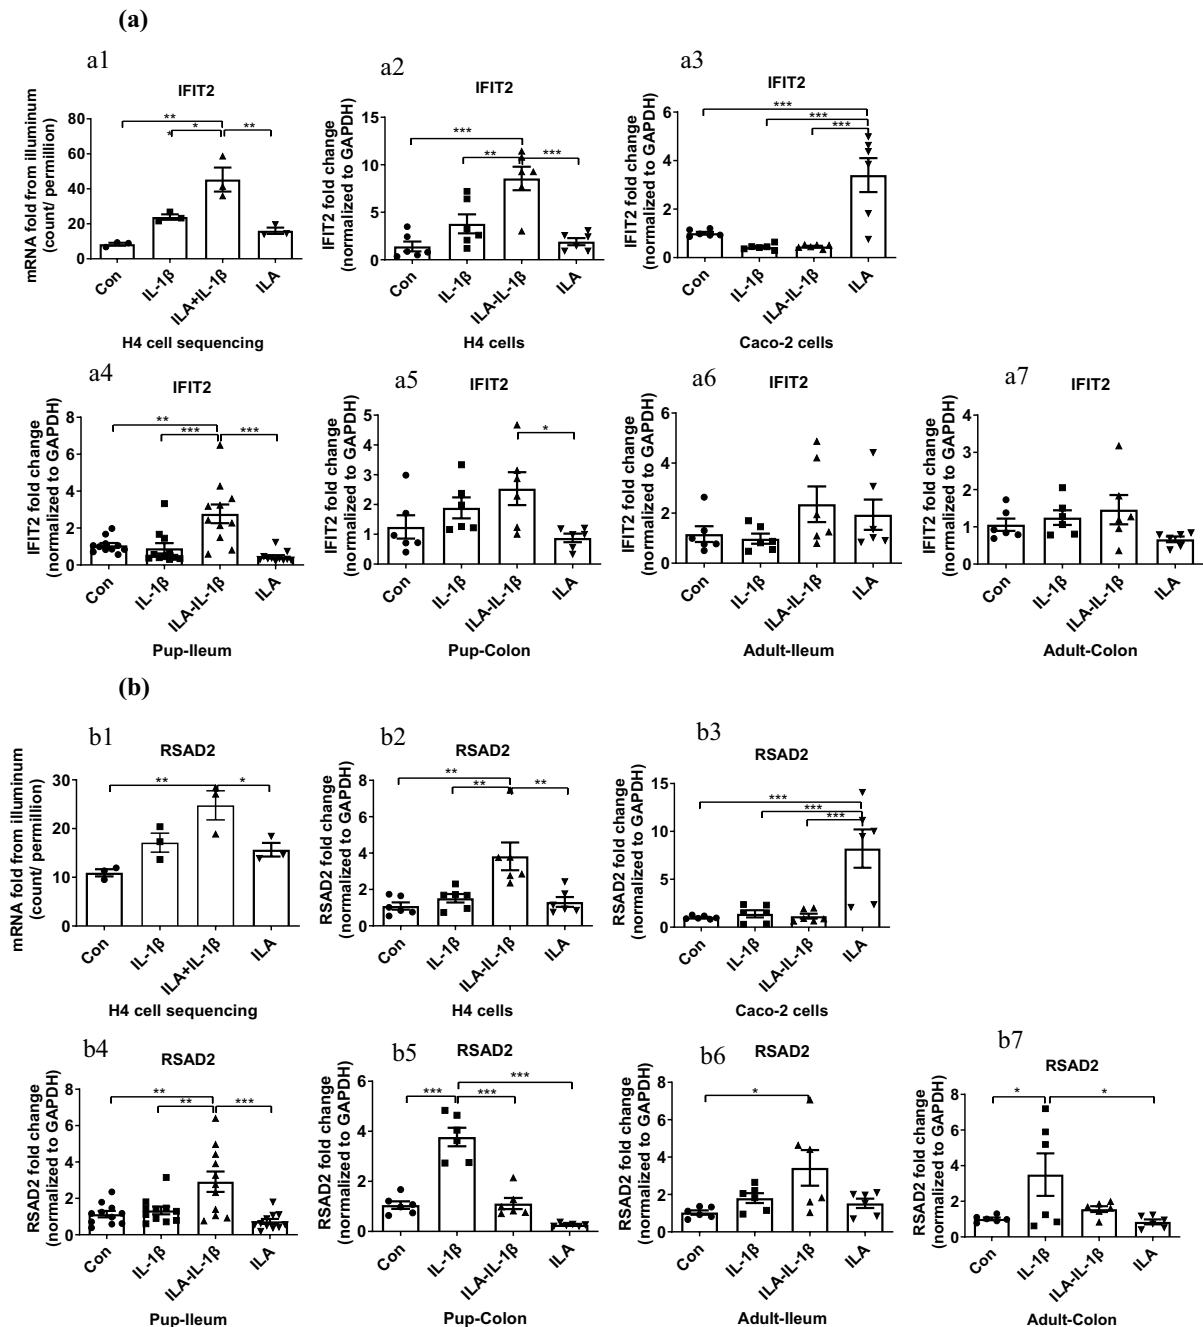 (a)
a1
IFIT2
mRNA fold from illuminum
(count/ permillion)
80
60
40
20
0
**
*
*
**
Con
IL-1β
ILA+IL-1β
ILA
H4 cell sequencing
a2
IFIT2
IFIT2 fold change
(normalized to GAPDH)
15
10
5
0
***
**
***
Con
IL-1β
ILA-IL-1β
ILA
H4 cells
a3
IFIT2
IFIT2 fold change
(normalized to GAPDH)
6
4
2
0
***
***
***
Con
IL-1β
ILA-IL-1β
ILA
Caco-2 cells
a4
IFIT2
IFIT2 fold change
(normalized to GAPDH)
8
6
4
2
0
**
***
***
Con
IL-1β
ILA-IL-1β
ILA
Pup-Ileum
a5
IFIT2
IFIT2 fold change
(normalized to GAPDH)
5
4
3
2
1
0
*
Con
IL-1β
ILA-IL-1β
ILA
Pup-Colon
a6
IFIT2
IFIT2 fold change
(normalized to GAPDH)
6
4
2
0
Con
IL-1β
ILA-IL-1β
ILA
Adult-Ileum
a7
IFIT2
IFIT2 fold change
(normalized to GAPDH)
4
3
2
1
0
Con
IL-1β
ILA-IL-1β
ILA
Adult-Colon
(b)
b1
RSAD2
mRNA fold from illuminum
(count/ permillion)
30
20
10
0
**
*
Con
IL-1β
ILA+IL-1β
ILA
H4 cell sequencing
b2
RSAD2
RSAD2 fold change
(normalized to GAPDH)
8
6
4
2
0
**
**
**
Con
IL-1β
ILA-IL-1β
ILA
H4 cells
b3
RSAD2
RSAD2 fold change
(normalized to GAPDH)
15
10
5
0
***
***
***
Con
IL-1β
ILA-IL-1β
ILA
Caco-2 cells
b4
RSAD2
RSAD2 fold change
(normalized to GAPDH)
8
6
4
2
0
**
**
***
Con
IL-1β
ILA-IL-1β
ILA
Pup-Ileum
b5
RSAD2
RSAD2 fold change
(normalized to GAPDH)
6
4
2
0
***
***
***
Con
IL-1β
ILA-IL-1β
ILA
Pup-Colon
b6
RSAD2
RSAD2 fold change
(normalized to GAPDH)
8
6
4
2
0
*
Con
IL-1β
ILA-IL-1β
ILA
Adult-Ileum
b7
RSAD2
RSAD2 fold change
(normalized to GAPDH)
8
6
4
2
0
*
*
Con
IL-1β
ILA-IL-1β
ILA
Adult-Colon